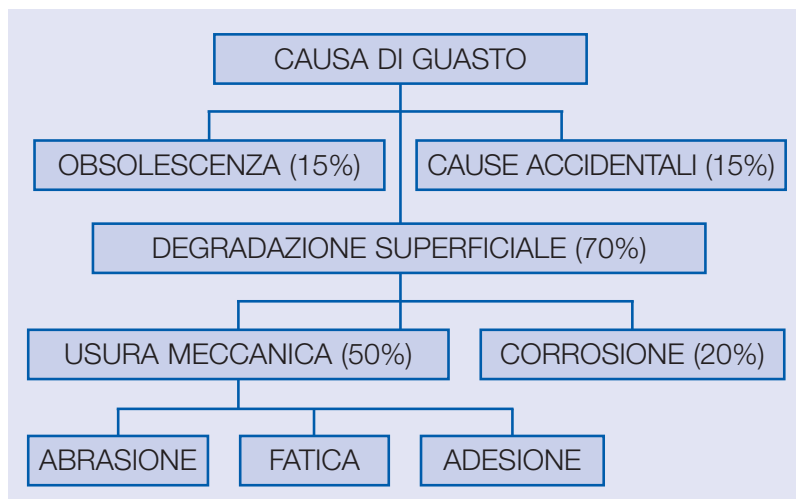 CAUSA DI GUASTO
OBSOLESCENZA (15%)
CAUSE ACCIDENTALI (15%)
DEGRADAZIONE SUPERFICIALE (70%)
USURA MECCANICA (50%)
CORROSIONE (20%)
ABRASIONE
FATICA
ADESIONE